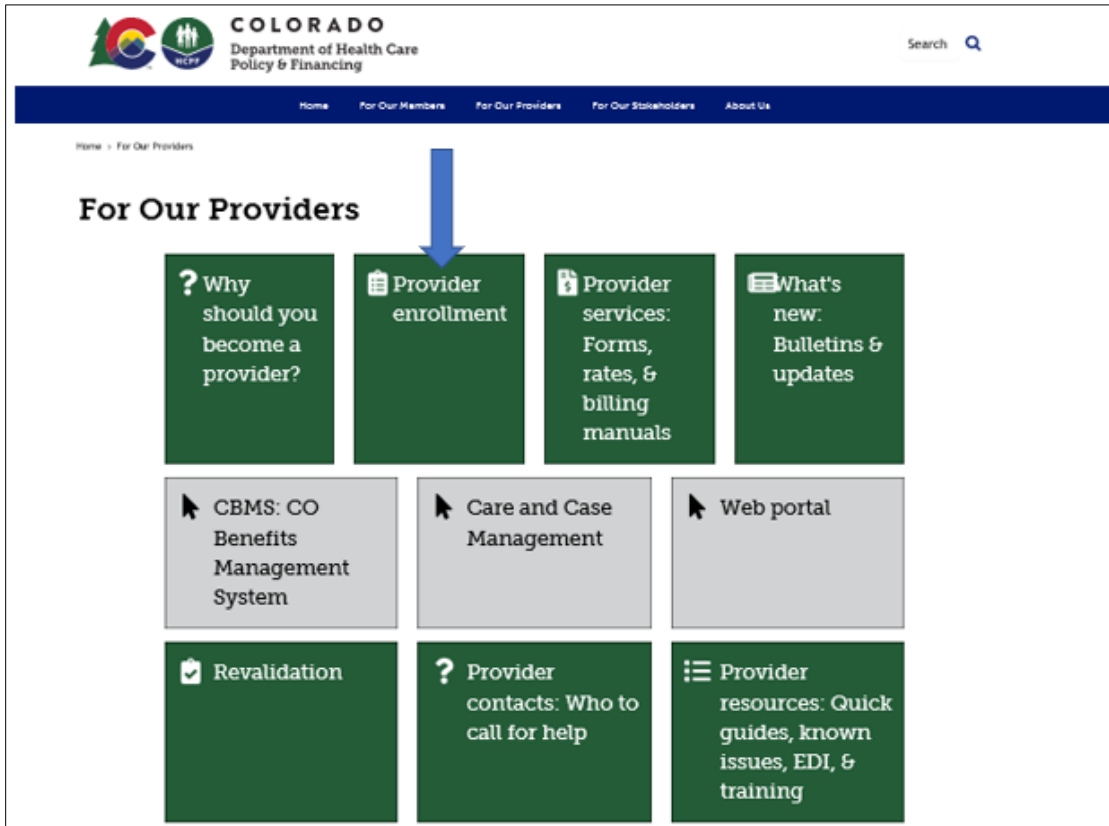 COLORADO
Department of Health Care
Policy & Financing
HCPF
Search
Home For Our Members For Our Providers For Our Stakeholders About Us
Home > For Our Providers
For Our Providers
? Why
should you
become a
provider?
Provider
enrollment
Provider
services:
Forms,
rates, &
billing
manuals
What's
new:
Bulletins &
updates
CBMS: CO
Benefits
Management
System
Care and Case
Management
Web portal
Revalidation
? Provider
contacts: Who to
call for help
Provider
resources: Quick
guides, known
issues, EDI, &
training